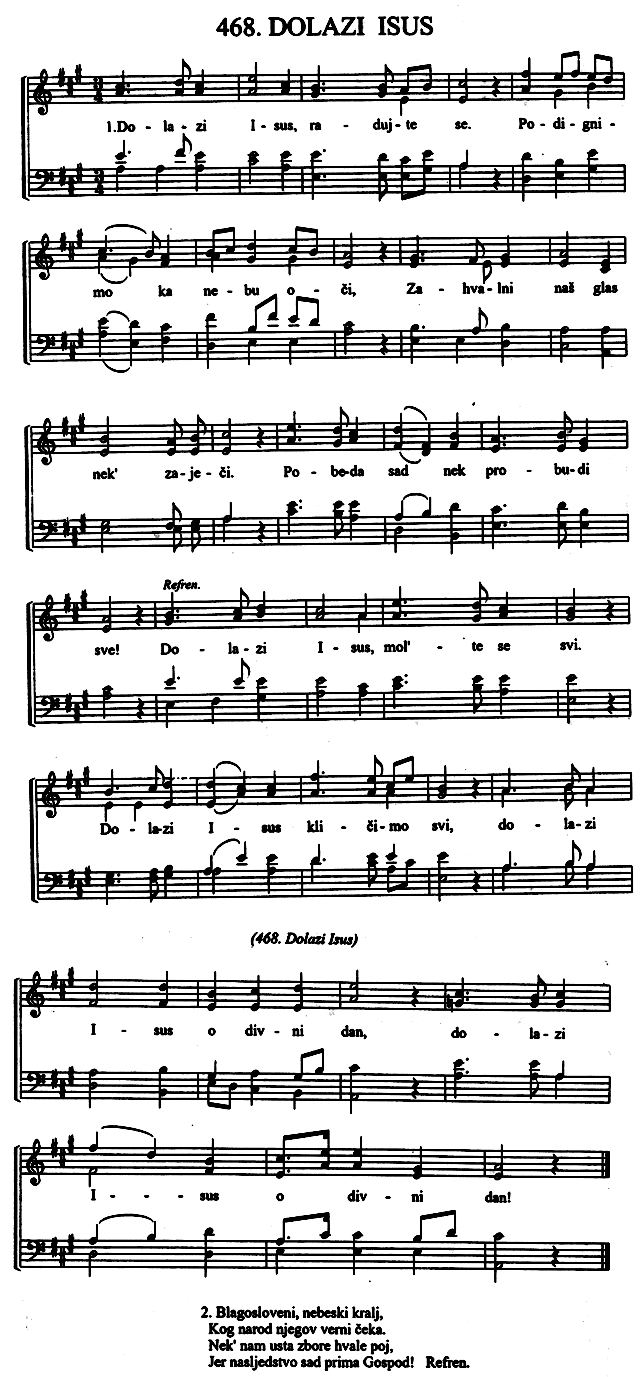 468. DOLAZI ISUS
1.Do - la - zi I - sus, ra - duj - te se. Po - di - gni -
mo ka ne - bu o - či, Za - hva - lni naš glas
nek' za - je - či. Po - be - da sad nek pro - bu - di
Refren.
sve! Do - la - zi I - sus, mol' - te se svi.
Do - la - zi I - sus kli - či - mo svi, do - la - zi
(468. Dolazi Isus)
I - sus o div - ni dan, do - la - zi
I - - - sus o div - ni dan!
2. Blagosloveni, nebeski kralj,
Kog narod njegov verni čeka.
Nek' nam usta zbore hvale poj,
Jer nasljedstvo sad prima Gospod! Refren.